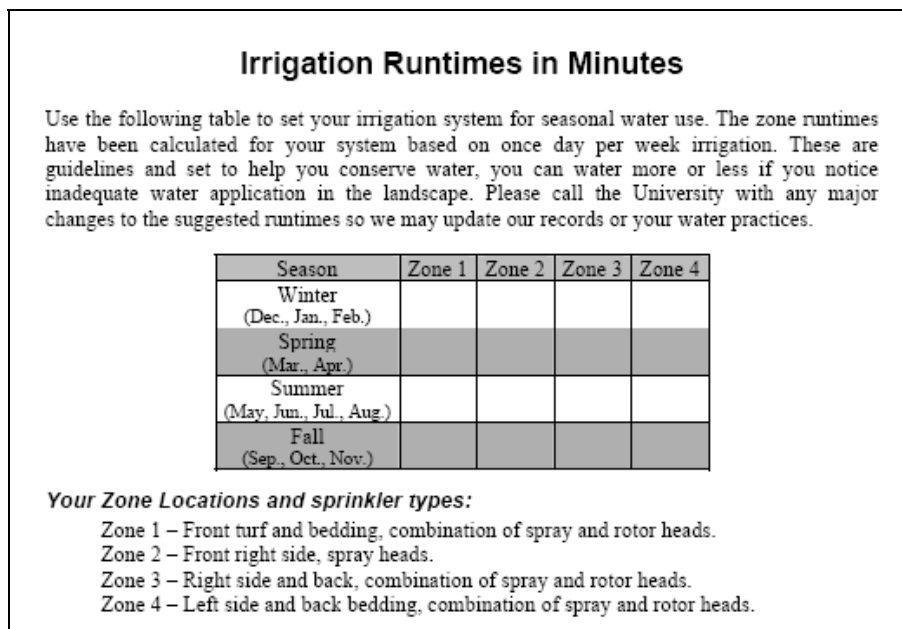 Irrigation Runtimes in Minutes
Use the following table to set your irrigation system for seasonal water use. The zone runtimes
have been calculated for your system based on once day per week irrigation. These are
guidelines and set to help you conserve water, you can water more or less if you notice
inadequate water application in the landscape. Please call the University with any major
changes to the suggested runtimes so we may update our records or your water practices.
Season Zone 1 Zone 2 Zone 3 Zone 4
Winter
(Dec., Jan., Feb.)
Spring
(Mar., Apr.)
Summer
(May, Jun., Jul., Aug.)
Fall
(Sep., Oct., Nov.)
Your Zone Locations and sprinkler types:
Zone 1 – Front turf and bedding, combination of spray and rotor heads.
Zone 2 – Front right side, spray heads.
Zone 3 – Right side and back, combination of spray and rotor heads.
Zone 4 – Left side and back bedding, combination of spray and rotor heads.